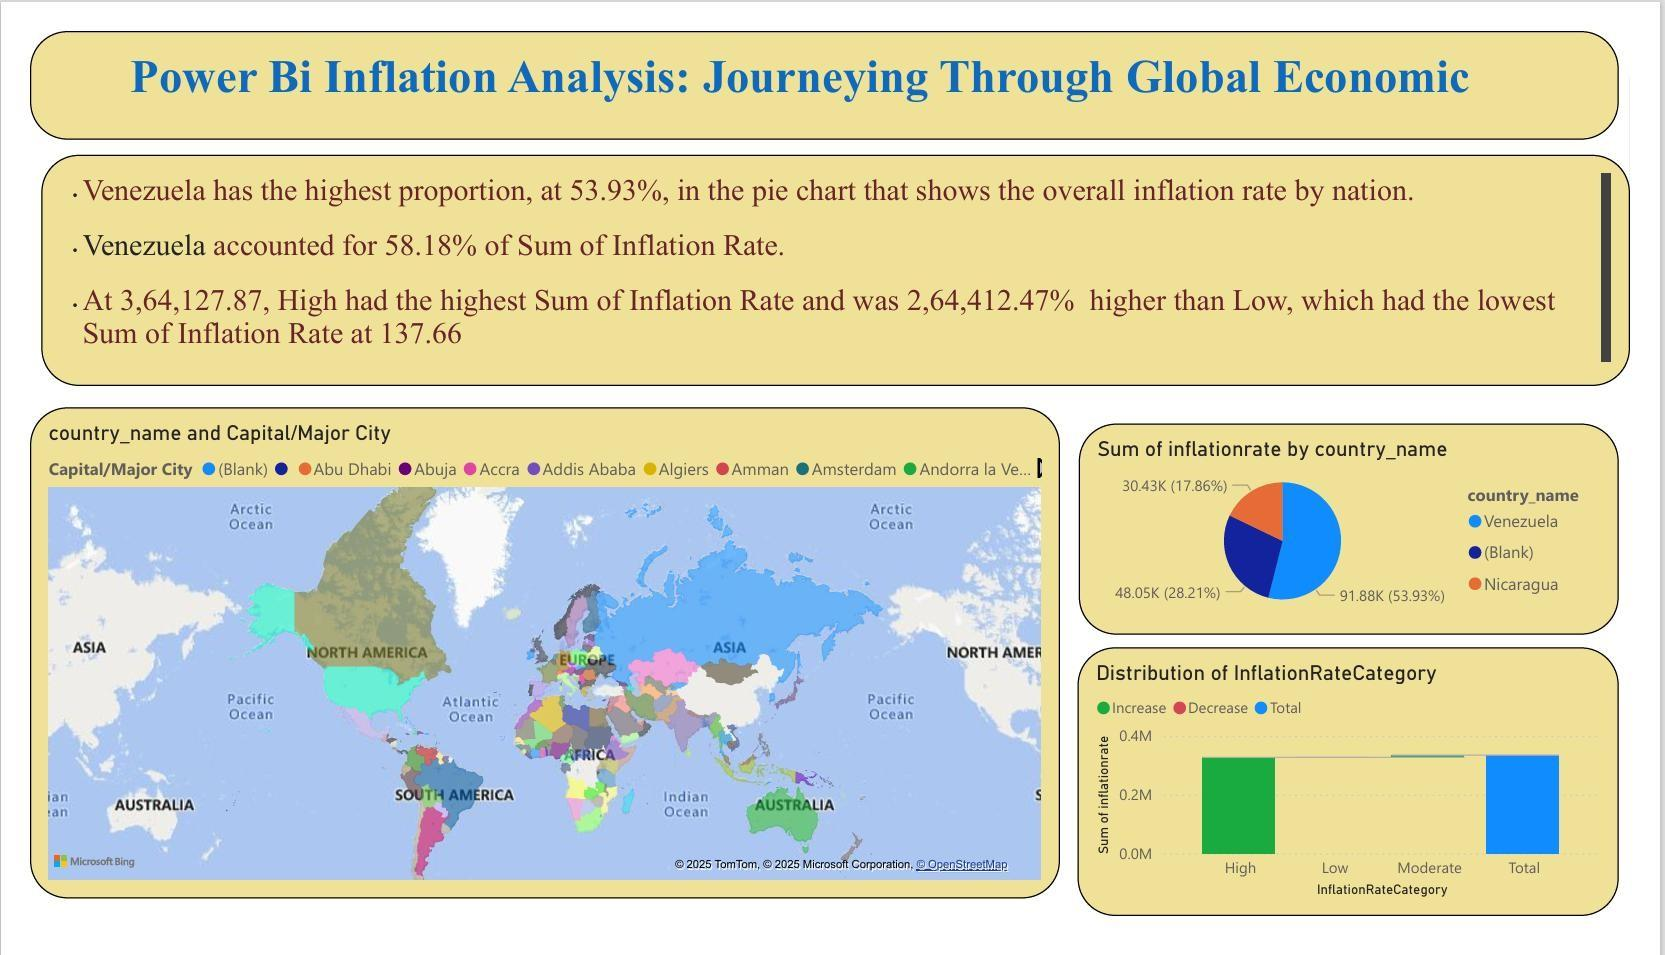 Power Bi Inflation Analysis: Journeying Through Global Economic
· Venezuela has the highest proportion, at 53.93%, in the pie chart that shows the overall inflation rate by nation.
· Venezuela accounted for 58.18% of Sum of Inflation Rate.
· At 3,64,127.87, High had the highest Sum of Inflation Rate and was 2,64,412.47%  higher than Low, which had the lowest
Sum of Inflation Rate at 137.66
country_name and Capital/Major City
Capital/Major City (Blank) Abu Dhabi Abuja Accra Addis Ababa Algiers Amman Amsterdam Andorra la Ve...
Arctic
Ocean
Arctic
Ocean
ASIA
NORTH AMERICA
EUROPE
ASIA
NORTH AMER
Pacific
Ocean
Atlantic
Ocean
Pacific
Ocean
AFRICA
ian
ean
AUSTRALIA
SOUTH AMERICA
Indian
Ocean
AUSTRALIA
S
Microsoft Bing
© 2025 TomTom, © 2025 Microsoft Corporation, © OpenStreetMap
Sum of inflationrate by country_name
30.43K (17.86%)
48.05K (28.21%)
91.88K (53.93%)
country_name
Venezuela
(Blank)
Nicaragua
Distribution of InflationRateCategory
Increase Decrease Total
Sum of inflationrate
0.4M
0.2M
0.0M
High Low Moderate Total
InflationRateCategory